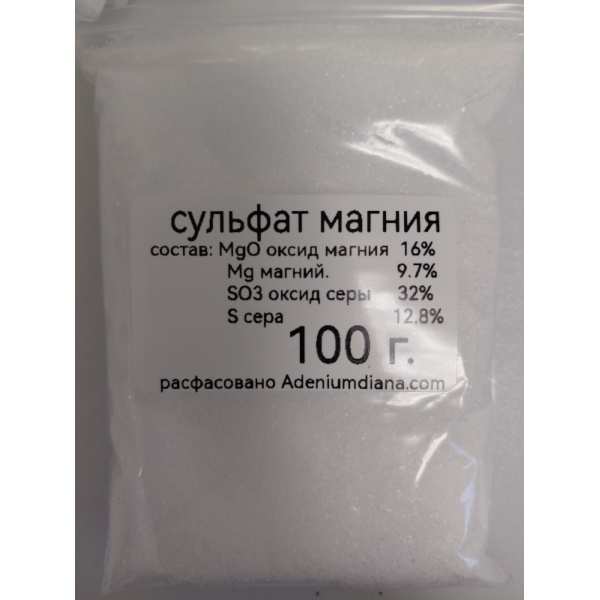 сульфат магния
состав: MgO оксид магния 16%
Mg магний. 9.7%
SO3 оксид серы 32%
S сера 12.8%
100 г.
расфасовано Adeniumdiana.com